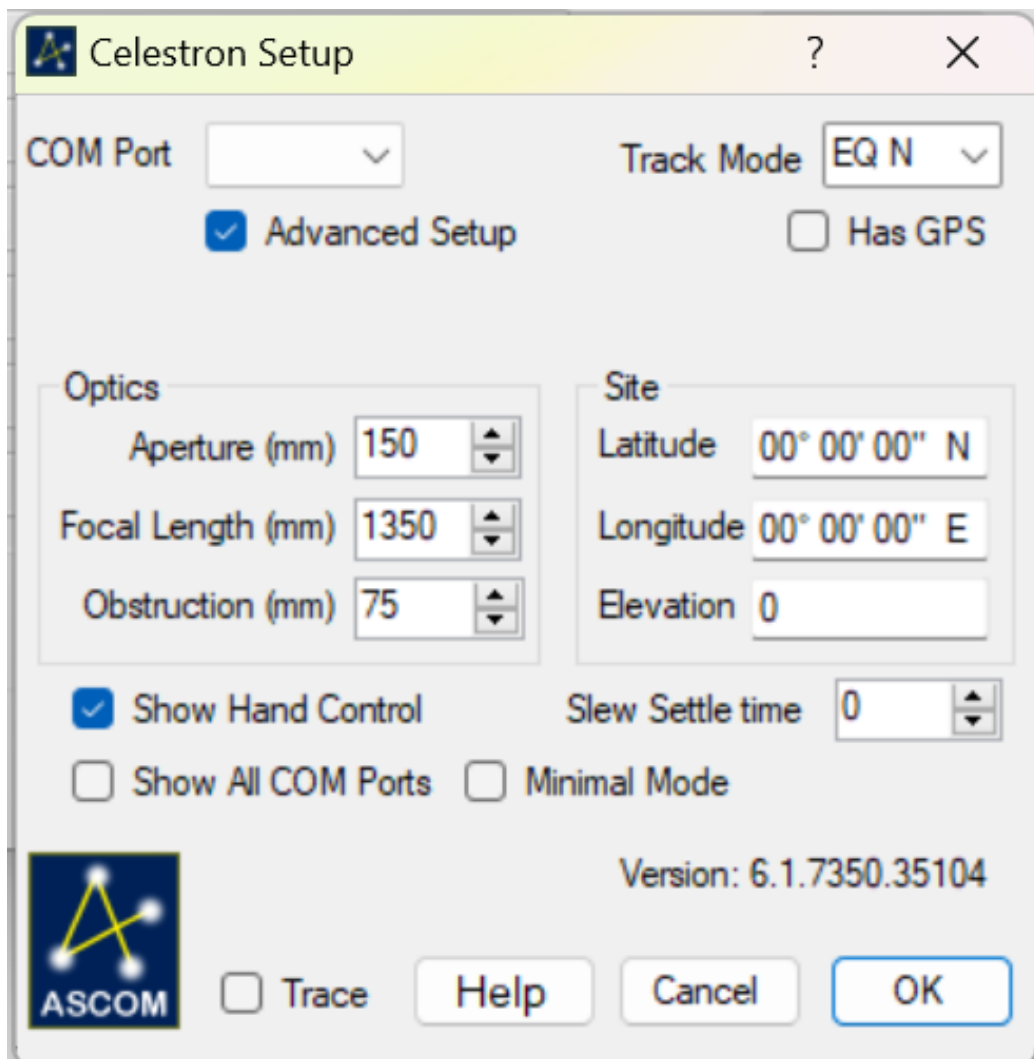 Celestron Setup ?
COM Port Track Mode EQ N
Advanced Setup Has GPS
Optics Site
Aperture (mm) 150 Latitude 00° 00' 00" N
Focal Length (mm) 1350 Longitude 00° 00' 00" E
Obstruction (mm) 75 Elevation 0
Show Hand Control Slew Settle time 0
Show All COM Ports Minimal Mode
Version: 6.1.7350.35104
ASCOM Trace Help Cancel OK